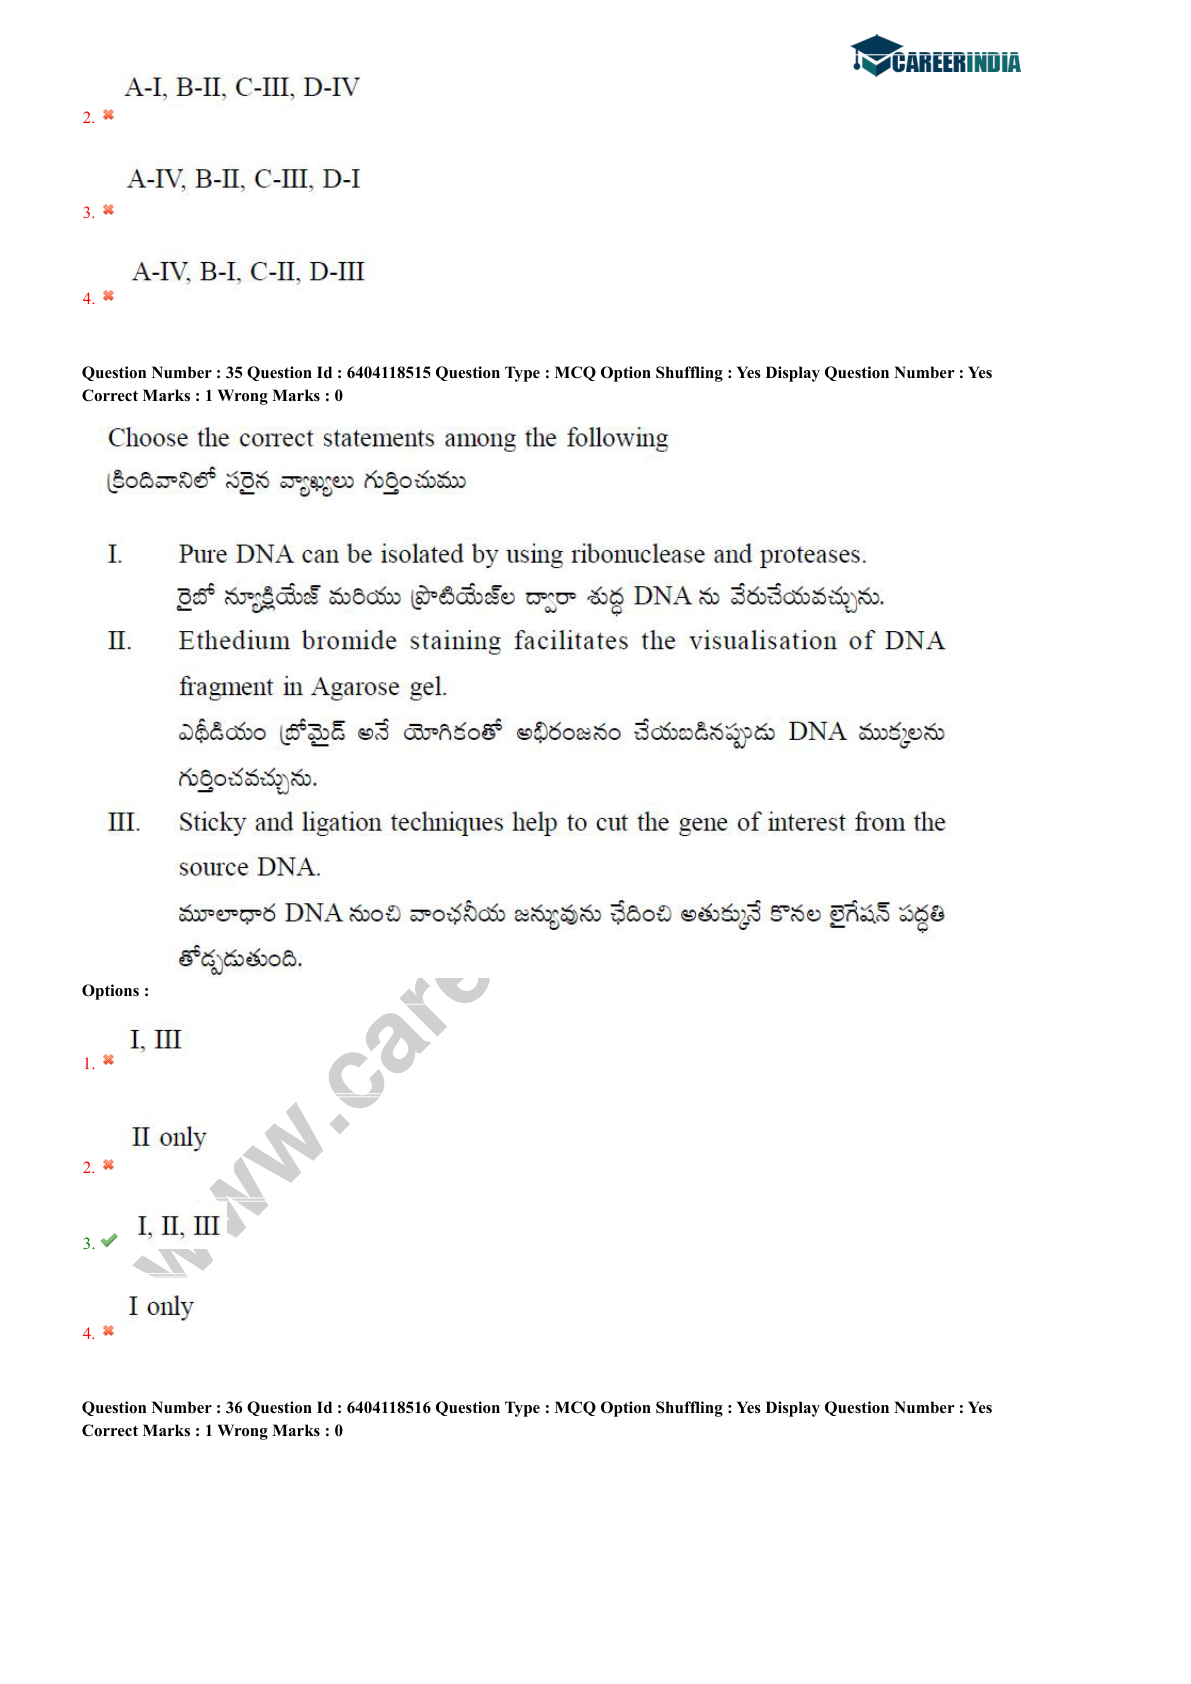 CAREERINDIA
A-I, B-II, C-III, D-IV
2.
A-IV, B-II, C-III, D-I
3.
A-IV, B-I, C-II, D-III
4.
Question Number : 35 Question Id : 6404118515 Question Type : MCQ Option Shuffling : Yes Display Question Number : Yes
Correct Marks : 1 Wrong Marks : 0
Choose the correct statements among the following
క్రిందివానిలో సరైన వ్యాఖ్యలు గుర్తించుము
I. Pure DNA can be isolated by using ribonuclease and proteases.
రైబో న్యూక్లియేజ్ మరియు ప్రొటియేజ్‌ల ద్వారా శుద్ధ DNA ను వేరుచేయవచ్చును.
II. Ethedium bromide staining facilitates the visualisation of DNA
fragment in Agarose gel.
ఎథీడియం బ్రోమైడ్ అనే యోగికంతో అభిరంజనం చేయబడినప్పుడు DNA ముక్కలను
గుర్తించవచ్చును.
III. Sticky and ligation techniques help to cut the gene of interest from the
source DNA.
మూలాధార DNA నుంచి వాంఛనీయ జన్యువును ఛేదించి అతుక్కునే కొనల లైగేషన్ పద్ధతి
తోడ్పడుతుంది.
Options :
I, III
1.
II only
2.
I, II, III
3.
I only
4.
www.care
Question Number : 36 Question Id : 6404118516 Question Type : MCQ Option Shuffling : Yes Display Question Number : Yes
Correct Marks : 1 Wrong Marks : 0